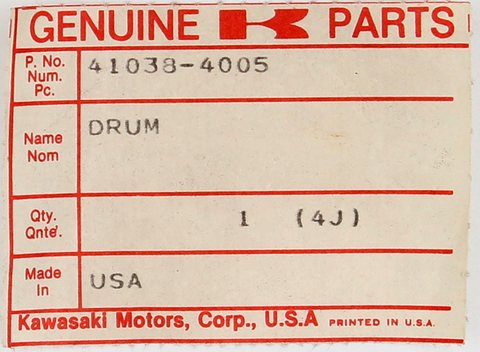 GENUINE K PARTS
P. No. 41038-4005
Num.
Pc.
Name DRUM
Nom
Qty. 1 (4J)
Qnté.
Made USA
In
Kawasaki Motors, Corp., U.S.A PRINTED IN U.S.A.